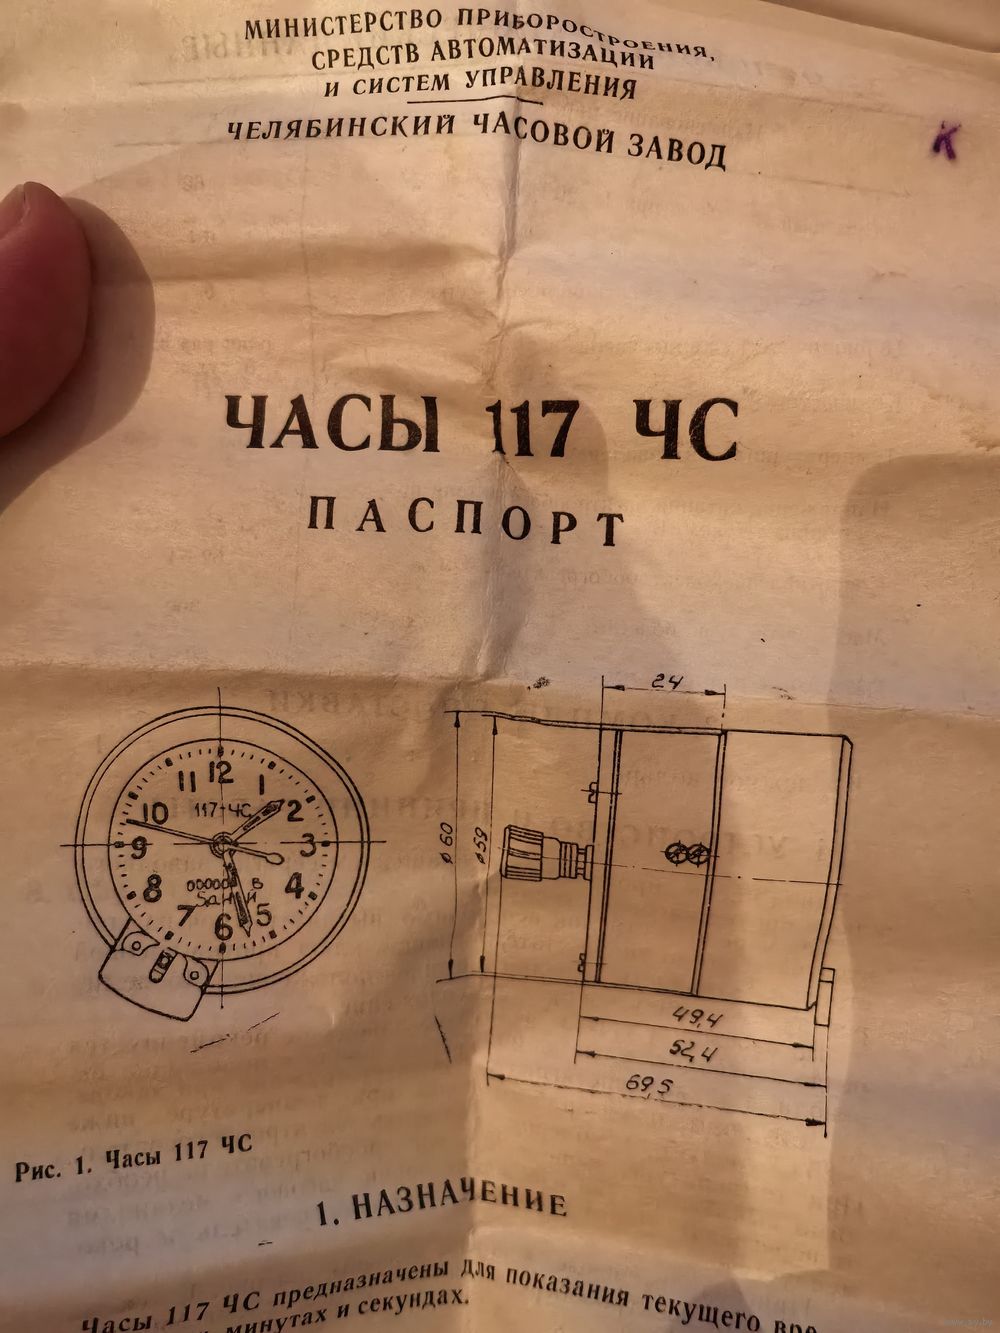 МИНИСТЕРСТВО ПРИБОРОСТРОЕНИЯ,
СРЕДСТВ АВТОМАТИЗАЦИИ
И СИСТЕМ УПРАВЛЕНИЯ
ЧЕЛЯБИНСКИЙ ЧАСОВОЙ ЗАВОД
К
ЧАСЫ 117 ЧС
ПАСПОРТ
24
12
11
1
10
117-ЧС
2
9
3
8
00000
В
4
7
6
5
ø60
ø59
49,4
52,4
69,5
Рис. 1. Часы 117 ЧС
1. НАЗНАЧЕНИЕ
Часы 117 ЧС предназначены для показания текущего вре-
минутах и секундах.